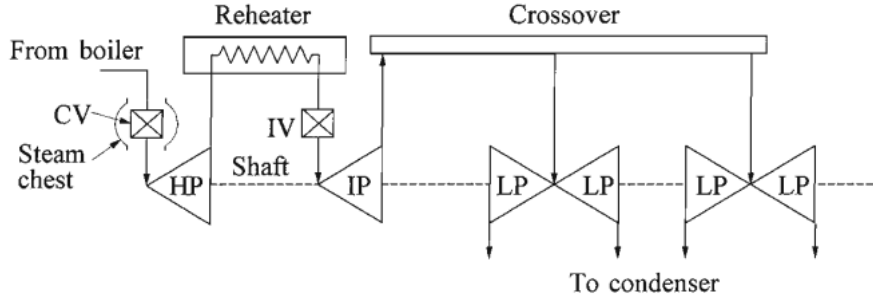 Reheater
Crossover
From boiler
CV
IV
Steam
chest
Shaft
HP
IP
LP
LP
LP
LP
To condenser